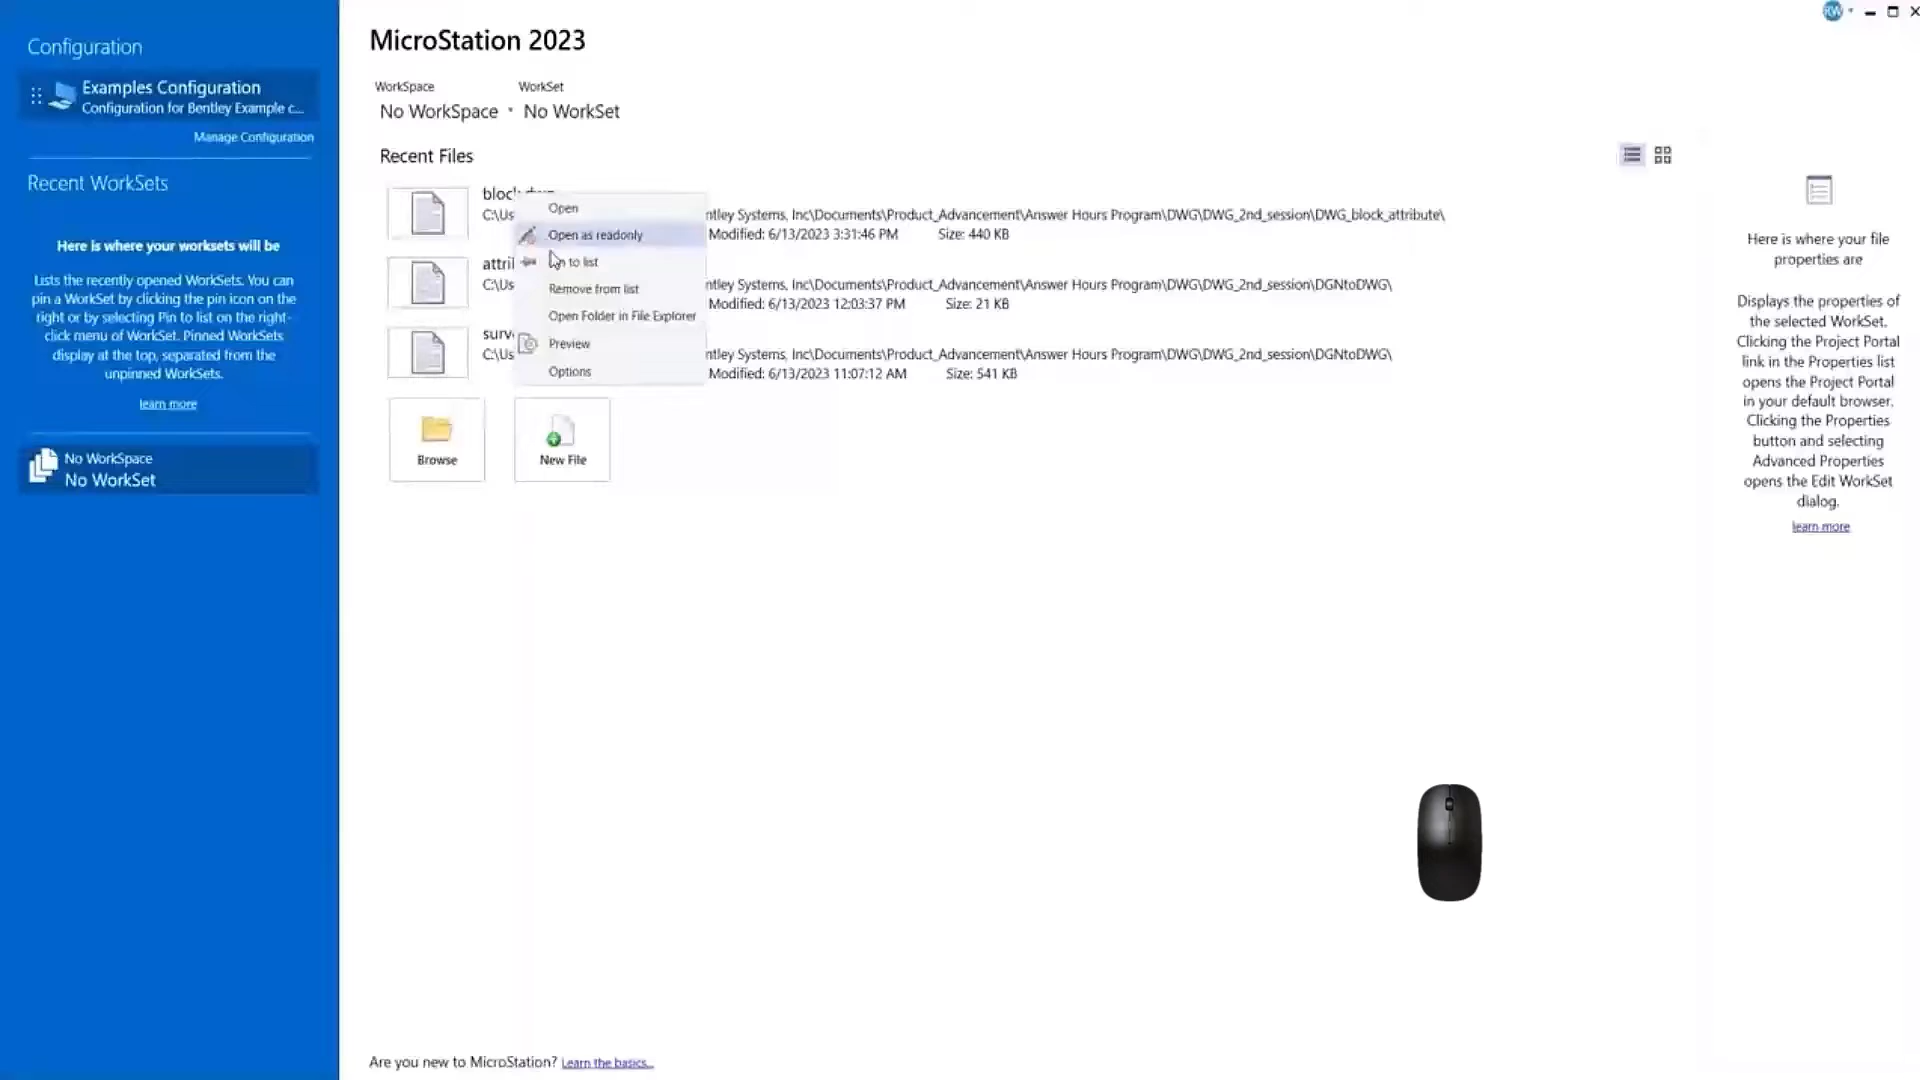 RW
Configuration
Examples Configuration
Configuration for Bentley Example c...
Manage Configuration
Recent WorkSets
Here is where your worksets will be
Lists the recently opened WorkSets. You can
pin a WorkSet by clicking the pin icon on the
right or by selecting Pin to list on the right-
click menu of WorkSet. Pinned WorkSets
display at the top, separated from the
unpinned WorkSets.
learn more
No WorkSpace
No WorkSet
MicroStation 2023
WorkSpace WorkSet
No WorkSpace No WorkSet
Recent Files
ntley Systems, Inc\Documents\Product_Advancement\Answer Hours Program\DWG\DWG_2nd_session\DWG_block_attribute\
C:\Us
Modified: 6/13/2023 3:31:46 PM Size: 440 KB
attri
C:\Us ntley Systems, Inc\Documents\Product_Advancement\Answer Hours Program\DWG\DWG_2nd_session\DGNtoDWG\
Modified: 6/13/2023 12:03:37 PM Size: 21 KB
surv
C:\Us ntley Systems, Inc\Documents\Product_Advancement\Answer Hours Program\DWG\DWG_2nd_session\DGNtoDWG\
Modified: 6/13/2023 11:07:12 AM Size: 541 KB
Open
Open as readonly
to list
Remove from list
Open Folder in File Explorer
Preview
Options
Browse New File
Here is where your file
properties are
Displays the properties of
the selected WorkSet.
Clicking the Project Portal
link in the Properties list
opens the Project Portal
in your default browser.
Clicking the Properties
button and selecting
Advanced Properties
opens the Edit WorkSet
dialog.
learn more
Are you new to MicroStation? Learn the basics...